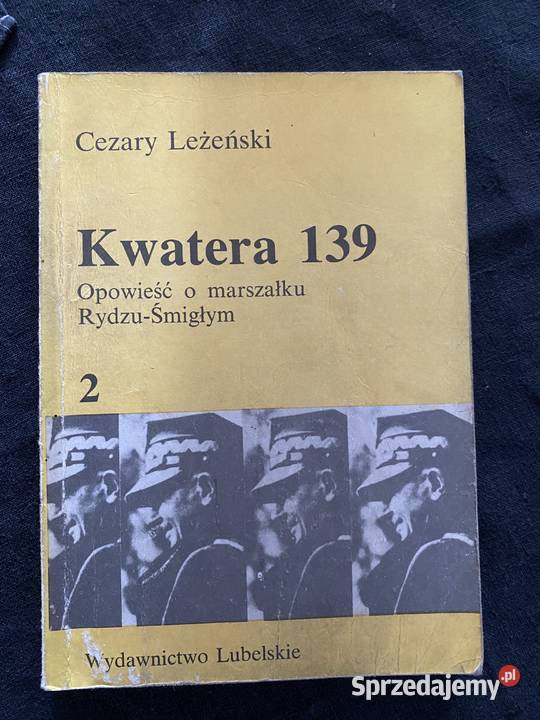 Cezary Leżeński
Kwatera 139
Opowieść o marszałku
Rydzu-Śmigłym
2
Wydawnictwo Lubelskie
Sprzedajemy.pl